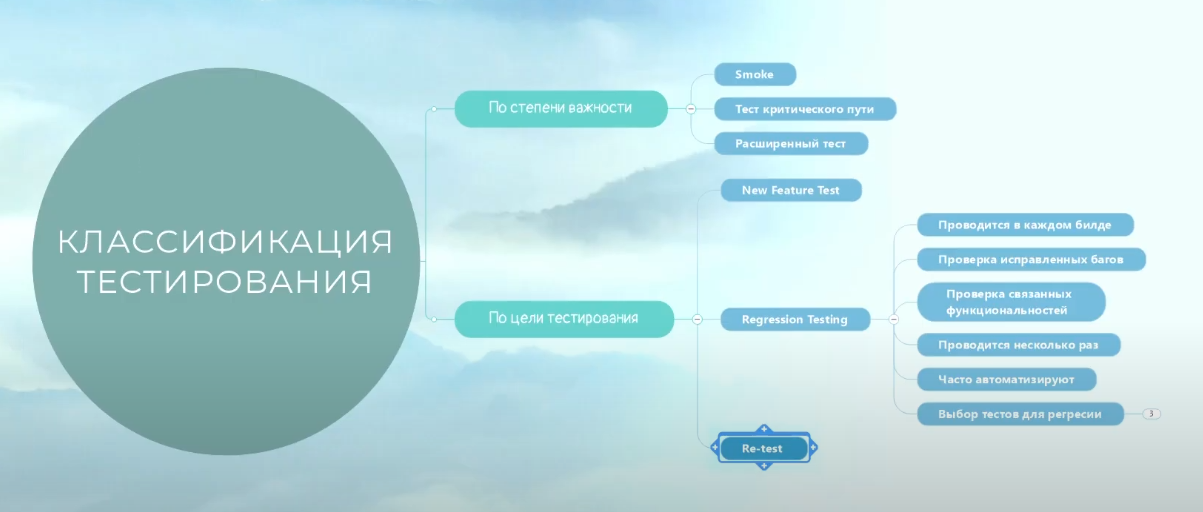 КЛАССИФИКАЦИЯ
ТЕСТИРОВАНИЯ
По степени важности
Smoke
Тест критического пути
Расширенный тест
По цели тестирования
New Feature Test
Regression Testing
Проводится в каждом билде
Проверка исправленных багов
Проверка связанных
функциональностей
Проводится несколько раз
Часто автоматизируют
Выбор тестов для регресии
3
Re-test